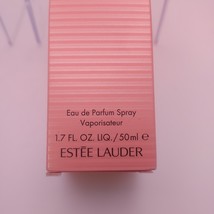 Eau de Parfum Spray
Vaporisateur
1.7 FL. OZ. LIQ./50ml ℮
ESTĒE LAUDER